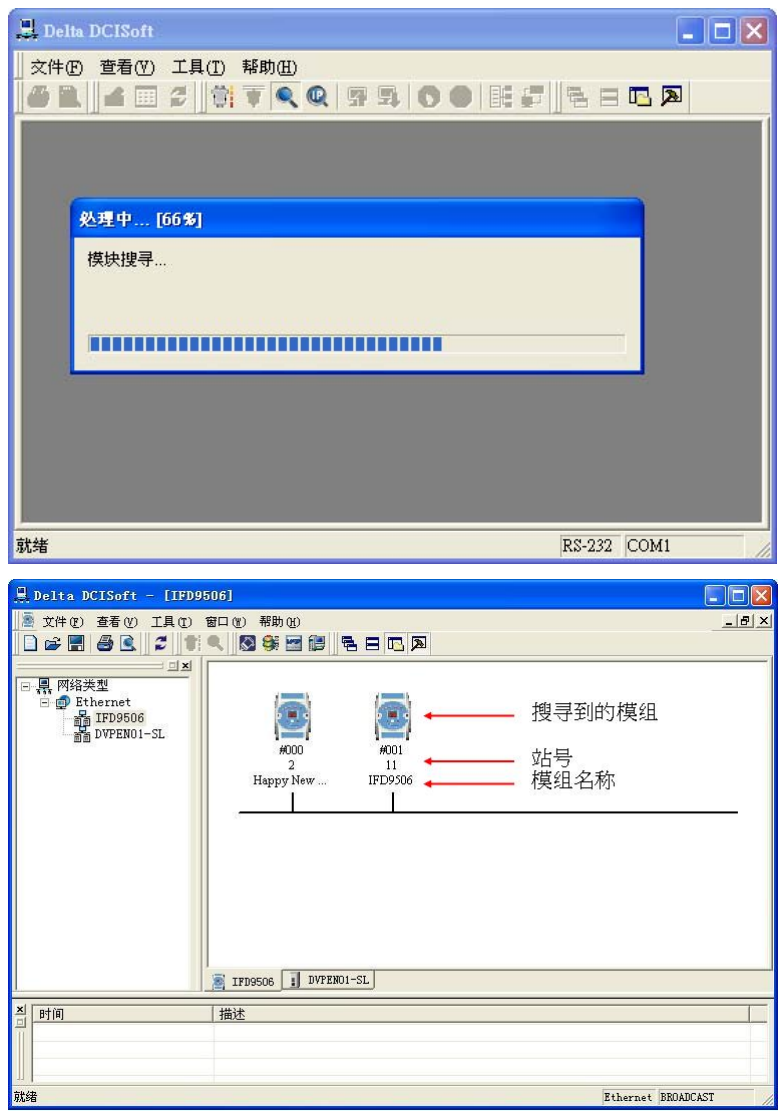 Delta DCISoft
文件(F) 查看(V) 工具(T) 帮助(H)
处理中... [66%]
模块搜寻...
就绪 RS-232 COM1
Delta DCISoft - [IFD9506]
文件(F) 查看(V) 工具(T) 窗口(W) 帮助(H)
网络类型
Ethernet
IFD9506
DVPEN01-SL
搜寻到的模组
#000 #001
2 11 站号
Happy New ... IFD9506 模组名称
IFD9506 DVPEN01-SL
时间 描述
就绪 Ethernet BROADCAST